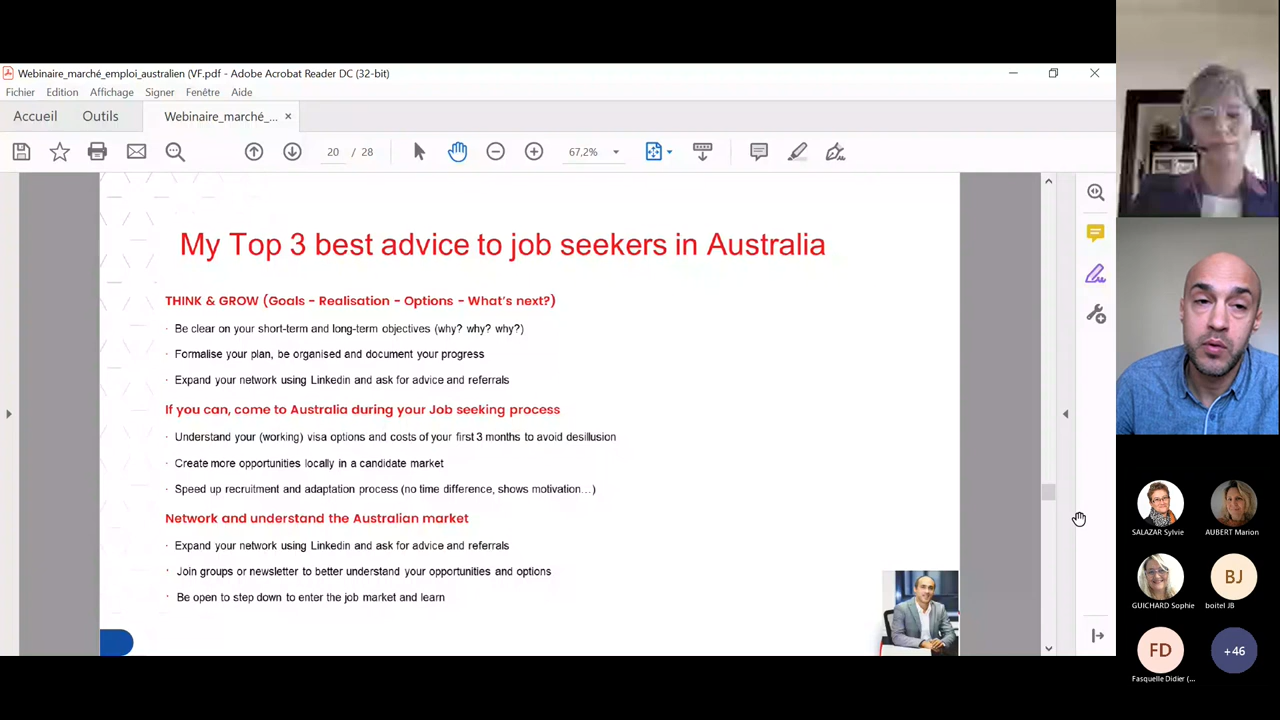 Webinaire_marché_emploi_australien (VF.pdf - Adobe Acrobat Reader DC (32-bit)
Fichier Edition Affichage Signer Fenêtre Aide
Accueil Outils Webinaire_marché_... ×
20 / 28 67,2%
My Top 3 best advice to job seekers in Australia
THINK & GROW (Goals - Realisation - Options - What's next?)
· Be clear on your short-term and long-term objectives (why? why? why?)
· Formalise your plan, be organised and document your progress
· Expand your network using Linkedin and ask for advice and referrals
If you can, come to Australia during your Job seeking process
· Understand your (working) visa options and costs of your first 3 months to avoid desillusion
· Create more opportunities locally in a candidate market
· Speed up recruitment and adaptation process (no time difference, shows motivation...)
Network and understand the Australian market
· Expand your network using Linkedin and ask for advice and referrals
· Join groups or newsletter to better understand your opportunities and options
· Be open to step down to enter the job market and learn
SALAZAR Sylvie AUBERT Marion
BJ
GUICHARD Sophie boitel JB
FD +46
Fasquelle Didier (...